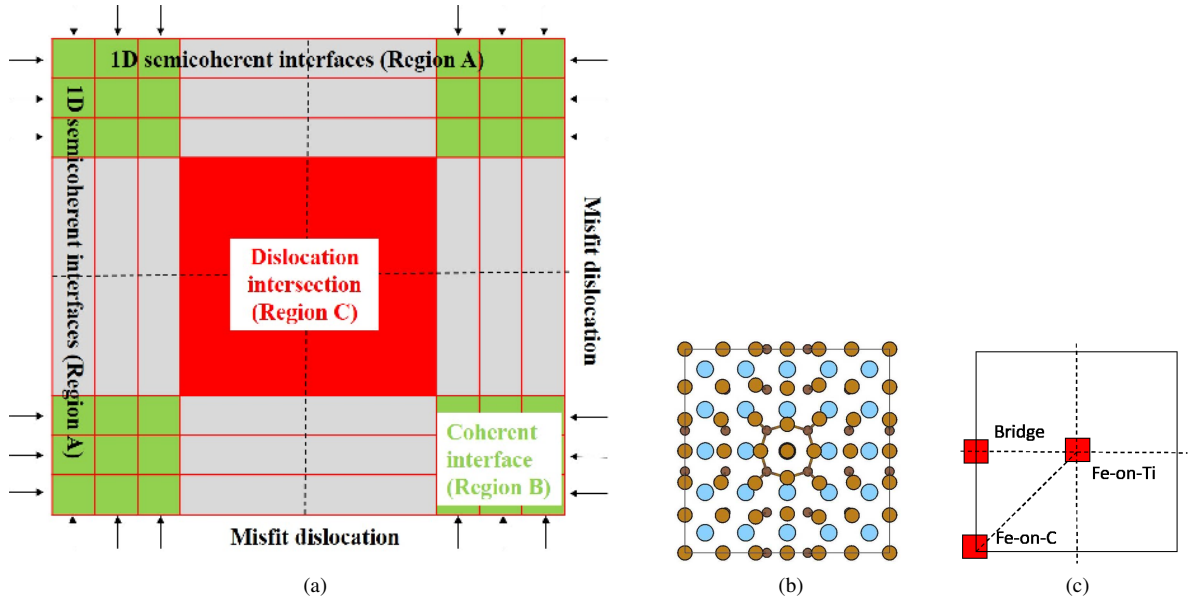 1D semicoherent interfaces (Region A)
1D semicoherent interfaces (Region A)
Dislocation
intersection
(Region C)
Misfit dislocation
Coherent
interface
(Region B)
Misfit dislocation
(a)
(b)
Bridge
Fe-on-Ti
Fe-on-C
(c)